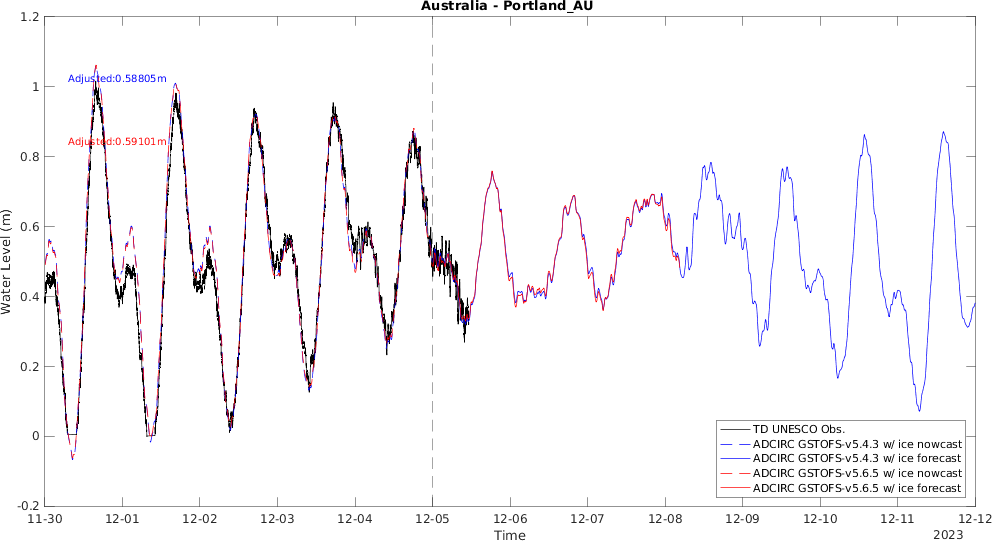 Australia - Portland_AU
Water Level (m)
1.2
1
0.8
0.6
0.4
0.2
0
-0.2
Adjusted:0.58805m
Adjusted:0.59101m
TD UNESCO Obs.
ADCIRC GSTOFS-v5.4.3 w/ ice nowcast
ADCIRC GSTOFS-v5.4.3 w/ ice forecast
ADCIRC GSTOFS-v5.6.5 w/ ice nowcast
ADCIRC GSTOFS-v5.6.5 w/ ice forecast
11-30 12-01 12-02 12-03 12-04 12-05 12-06 12-07 12-08 12-09 12-10 12-11 12-12
Time
2023